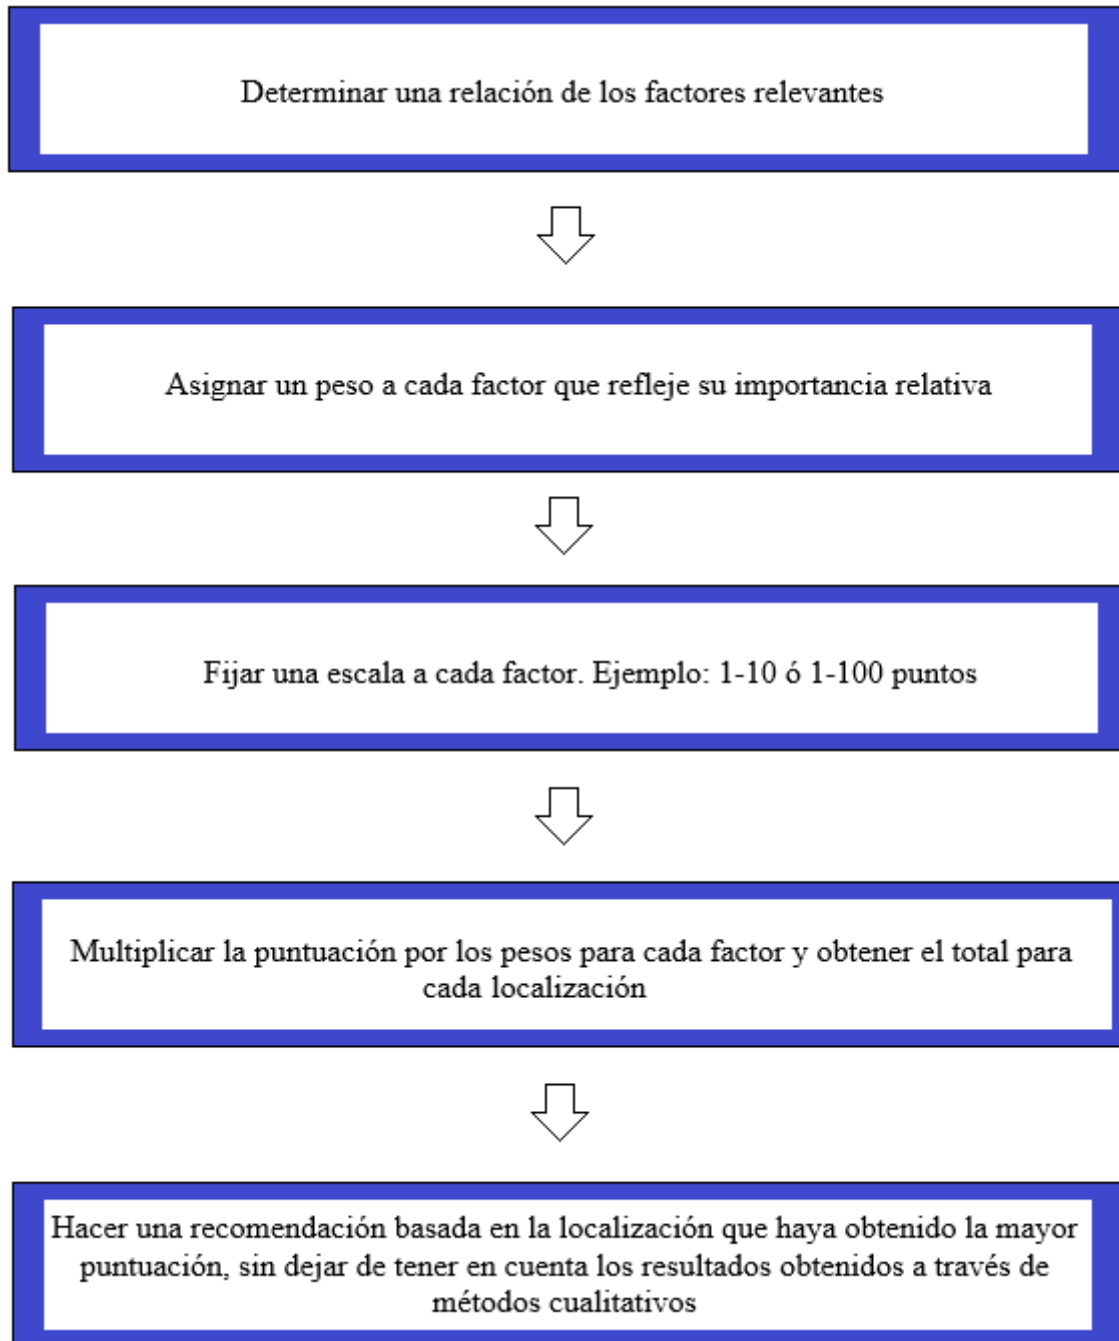 Determinar una relación de los factores relevantes
Asignar un peso a cada factor que refleje su importancia relativa
Fijar una escala a cada factor. Ejemplo: 1-10 ó 1-100 puntos
Multiplicar la puntuación por los pesos para cada factor y obtener el total para
cada localización
Hacer una recomendación basada en la localización que haya obtenido la mayor
puntuación, sin dejar de tener en cuenta los resultados obtenidos a través de
métodos cualitativos